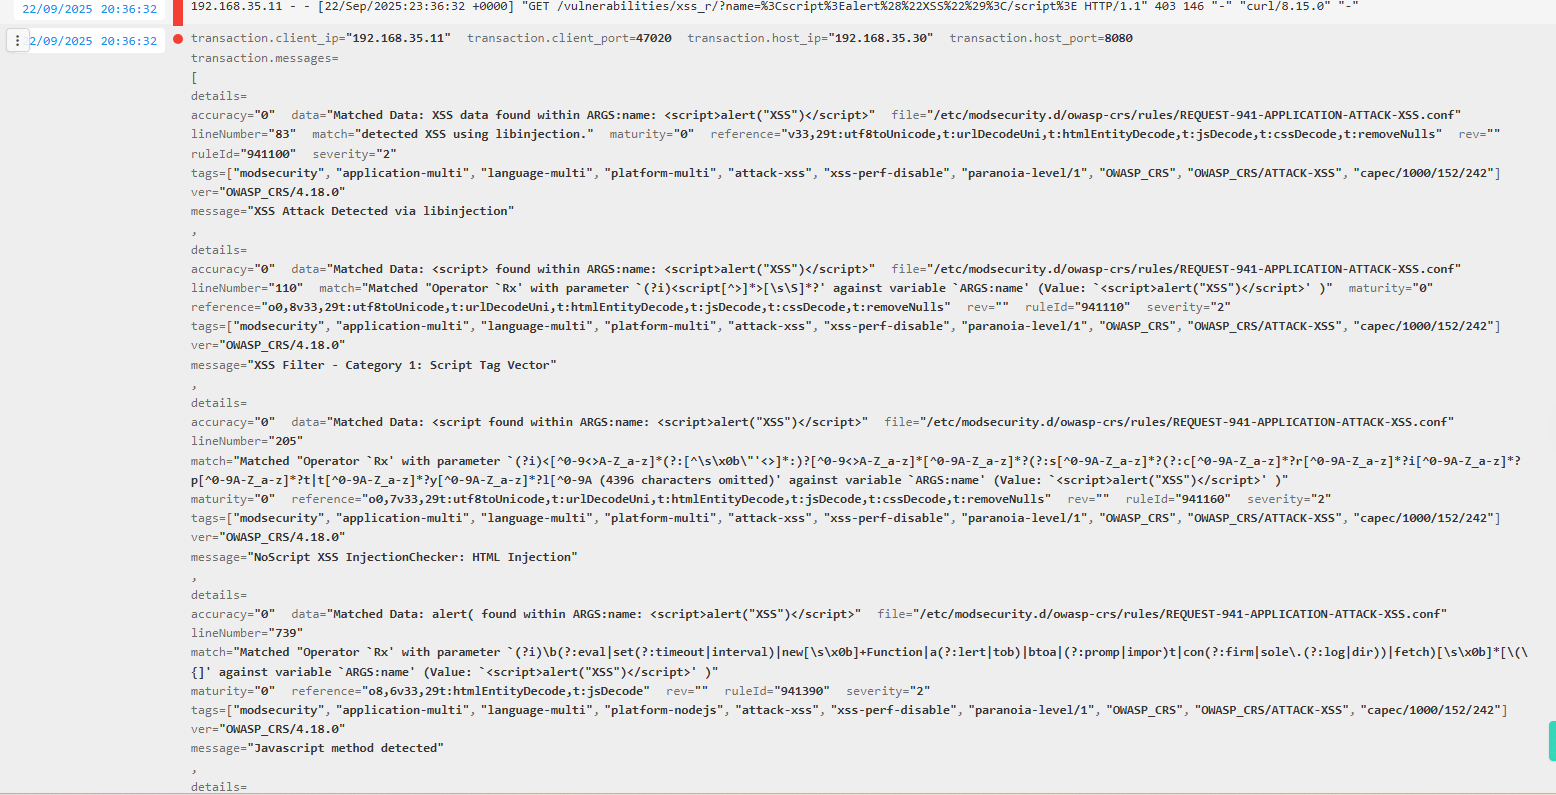 22/09/2025 20:36:32 192.168.35.11 - - [22/Sep/2025:23:36:32 +0000] "GET /vulnerabilities/xss_r/?name=%3Cscript%3Ealert%28%22XSS%22%29%3C/script%3E HTTP/1.1" 403 146 "-" "curl/8.15.0" "-"
2/09/2025 20:36:32 transaction.client_ip="192.168.35.11" transaction.client_port=47020 transaction.host_ip="192.168.35.30" transaction.host_port=8080
transaction.messages=
[
details=
accuracy="0" data="Matched Data: XSS data found within ARGS:name: <script>alert("XSS")</script>" file="/etc/modsecurity.d/owasp-crs/rules/REQUEST-941-APPLICATION-ATTACK-XSS.conf"
lineNumber="83" match="detected XSS using libinjection." maturity="0" reference="v33,29t:utf8toUnicode,t:urlDecodeUni,t:htmlEntityDecode,t:jsDecode,t:cssDecode,t:removeNulls" rev=""
ruleId="941100" severity="2"
tags=["modsecurity", "application-multi", "language-multi", "platform-multi", "attack-xss", "xss-perf-disable", "paranoia-level/1", "OWASP_CRS", "OWASP_CRS/ATTACK-XSS", "capec/1000/152/242"]
ver="OWASP_CRS/4.18.0"
message="XSS Attack Detected via libinjection"
,
details=
accuracy="0" data="Matched Data: <script> found within ARGS:name: <script>alert("XSS")</script>" file="/etc/modsecurity.d/owasp-crs/rules/REQUEST-941-APPLICATION-ATTACK-XSS.conf"
lineNumber="110" match="Matched "Operator `Rx' with parameter `(?i)<script[^>]*>[\s\S]*?' against variable `ARGS:name' (Value: `<script>alert("XSS")</script>' )" maturity="0"
reference="o0,8v33,29t:utf8toUnicode,t:urlDecodeUni,t:htmlEntityDecode,t:jsDecode,t:cssDecode,t:removeNulls" rev="" ruleId="941110" severity="2"
tags=["modsecurity", "application-multi", "language-multi", "platform-multi", "attack-xss", "xss-perf-disable", "paranoia-level/1", "OWASP_CRS", "OWASP_CRS/ATTACK-XSS", "capec/1000/152/242"]
ver="OWASP_CRS/4.18.0"
message="XSS Filter - Category 1: Script Tag Vector"
,
details=
accuracy="0" data="Matched Data: <script found within ARGS:name: <script>alert("XSS")</script>" file="/etc/modsecurity.d/owasp-crs/rules/REQUEST-941-APPLICATION-ATTACK-XSS.conf"
lineNumber="205"
match="Matched "Operator `Rx' with parameter `(?i)<[^0-9<>A-Z_a-z]*(?:[^\s\x0b\"'<>]*:)?[^0-9<>A-Z_a-z]*[^0-9A-Z_a-z]*?(?:s[^0-9A-Z_a-z]*?(?:c[^0-9A-Z_a-z]*?r[^0-9A-Z_a-z]*?i[^0-9A-Z_a-z]*?
p[^0-9A-Z_a-z]*?t|t[^0-9A-Z_a-z]*?y[^0-9A-Z_a-z]*?l[^0-9A (4396 characters omitted)' against variable `ARGS:name' (Value: `<script>alert("XSS")</script>' )"
maturity="0" reference="o0,7v33,29t:utf8toUnicode,t:urlDecodeUni,t:htmlEntityDecode,t:jsDecode,t:cssDecode,t:removeNulls" rev="" ruleId="941160" severity="2"
tags=["modsecurity", "application-multi", "language-multi", "platform-multi", "attack-xss", "xss-perf-disable", "paranoia-level/1", "OWASP_CRS", "OWASP_CRS/ATTACK-XSS", "capec/1000/152/242"]
ver="OWASP_CRS/4.18.0"
message="NoScript XSS InjectionChecker: HTML Injection"
,
details=
accuracy="0" data="Matched Data: alert( found within ARGS:name: <script>alert("XSS")</script>" file="/etc/modsecurity.d/owasp-crs/rules/REQUEST-941-APPLICATION-ATTACK-XSS.conf"
lineNumber="739"
match="Matched "Operator `Rx' with parameter `(?i)\b(?:eval|set(?:timeout|interval)|new[\s\x0b]+Function|a(?:lert|tob)|btoa|(?:promp|impor)t|con(?:firm|sole\.(?:log|dir))|fetch)[\s\x0b]*[\(\
{]' against variable `ARGS:name' (Value: `<script>alert("XSS")</script>' )"
maturity="0" reference="o8,6v33,29t:htmlEntityDecode,t:jsDecode" rev="" ruleId="941390" severity="2"
tags=["modsecurity", "application-multi", "language-multi", "platform-nodejs", "attack-xss", "xss-perf-disable", "paranoia-level/1", "OWASP_CRS", "OWASP_CRS/ATTACK-XSS", "capec/1000/152/242"]
ver="OWASP_CRS/4.18.0"
message="Javascript method detected"
,
details=